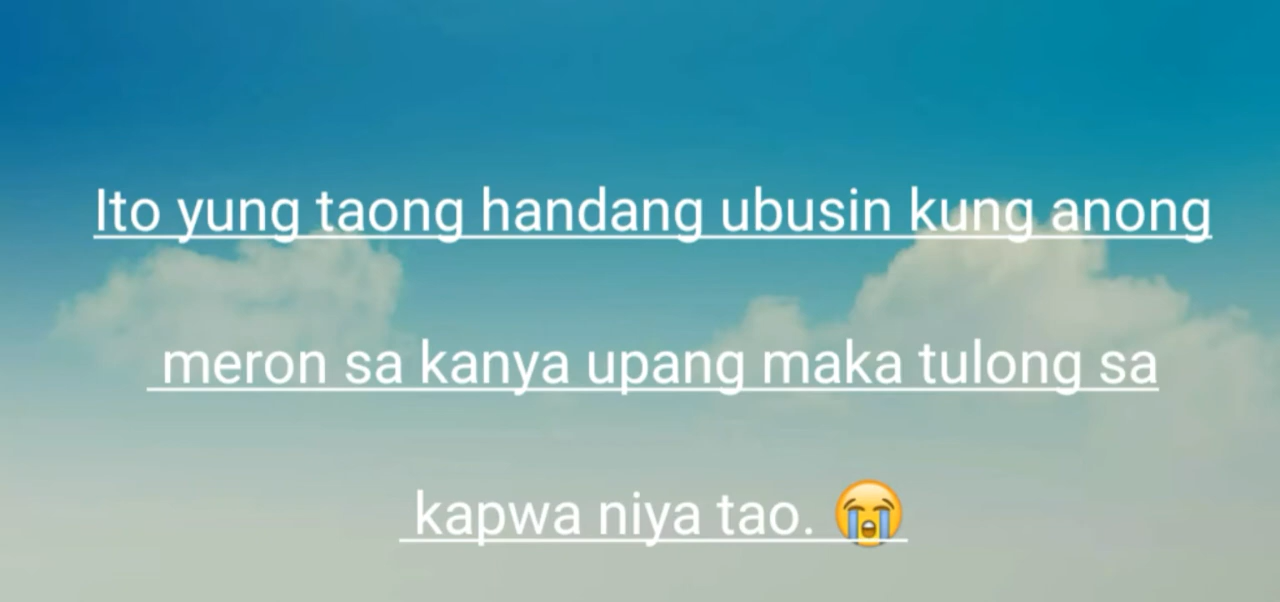 Ito yung taong handang ubusin kung anong
meron sa kanya upang maka tulong sa
kapwa niya tao. 😭